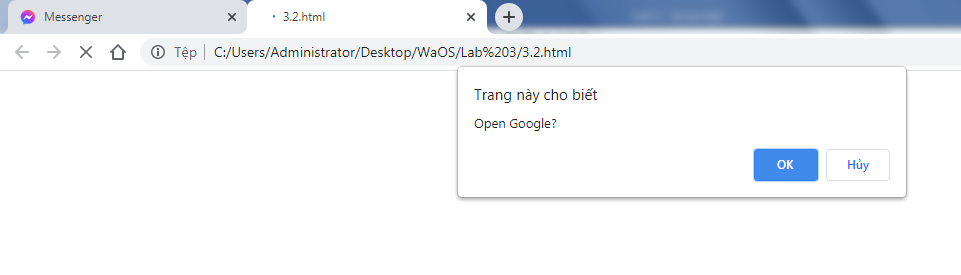 Messenger
3.2.html
Tệp C:/Users/Administrator/Desktop/WaOS/Lab%203/3.2.html
Trang này cho biết
Open Google?
OK Hủy